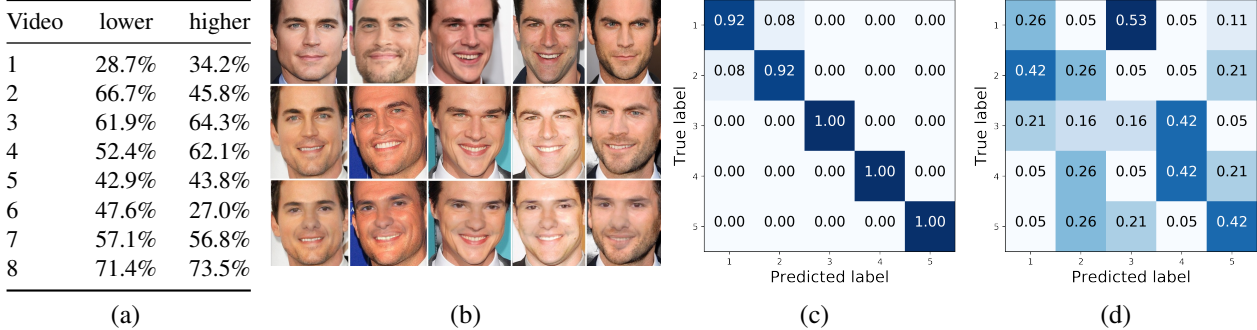 Video lower higher
1 28.7% 34.2%
2 66.7% 45.8%
3 61.9% 64.3%
4 52.4% 62.1%
5 42.9% 43.8%
6 47.6% 27.0%
7 57.1% 56.8%
8 71.4% 73.5%
(a)
(b)
True label
1 0.92 0.08 0.00 0.00 0.00
2 0.08 0.92 0.00 0.00 0.00
3 0.00 0.00 1.00 0.00 0.00
4 0.00 0.00 0.00 1.00 0.00
5 0.00 0.00 0.00 0.00 1.00
1 2 3 4 5
Predicted label
(c)
True label
1 0.26 0.05 0.53 0.05 0.11
2 0.42 0.26 0.05 0.05 0.21
3 0.21 0.16 0.16 0.42 0.05
4 0.05 0.26 0.05 0.42 0.21
5 0.05 0.26 0.21 0.05 0.42
1 2 3 4 5
Predicted label
(d)